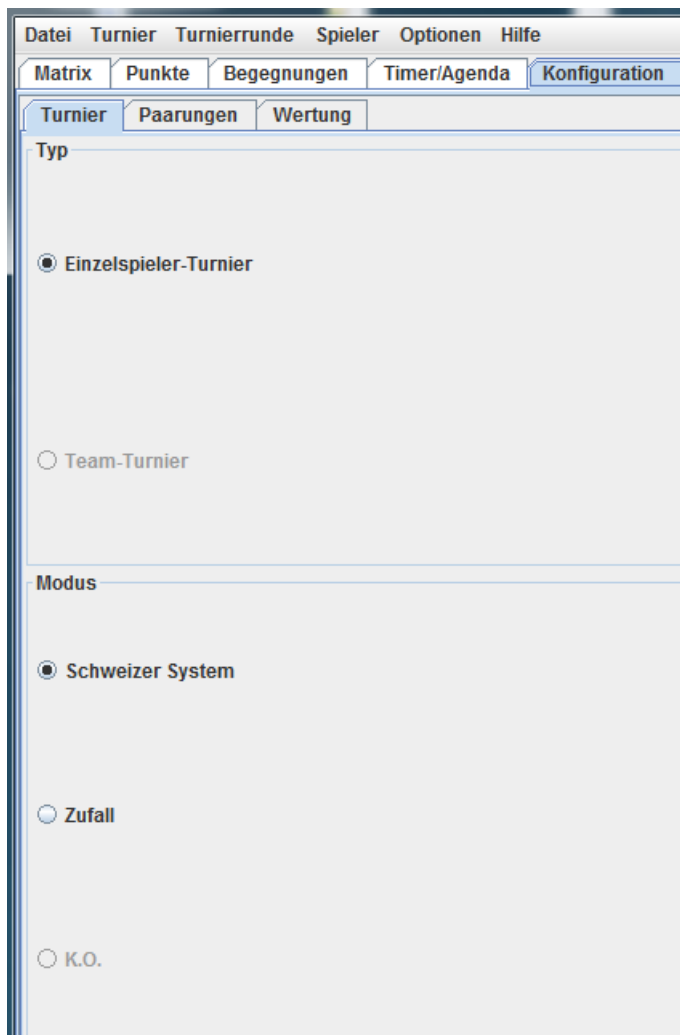 Datei Turnier Turnierrunde Spieler Optionen Hilfe
Matrix Punkte Begegnungen Timer/Agenda Konfiguration
Turnier Paarungen Wertung
Typ
Einzelspieler-Turnier
Team-Turnier
Modus
Schweizer System
Zufall
K.O.